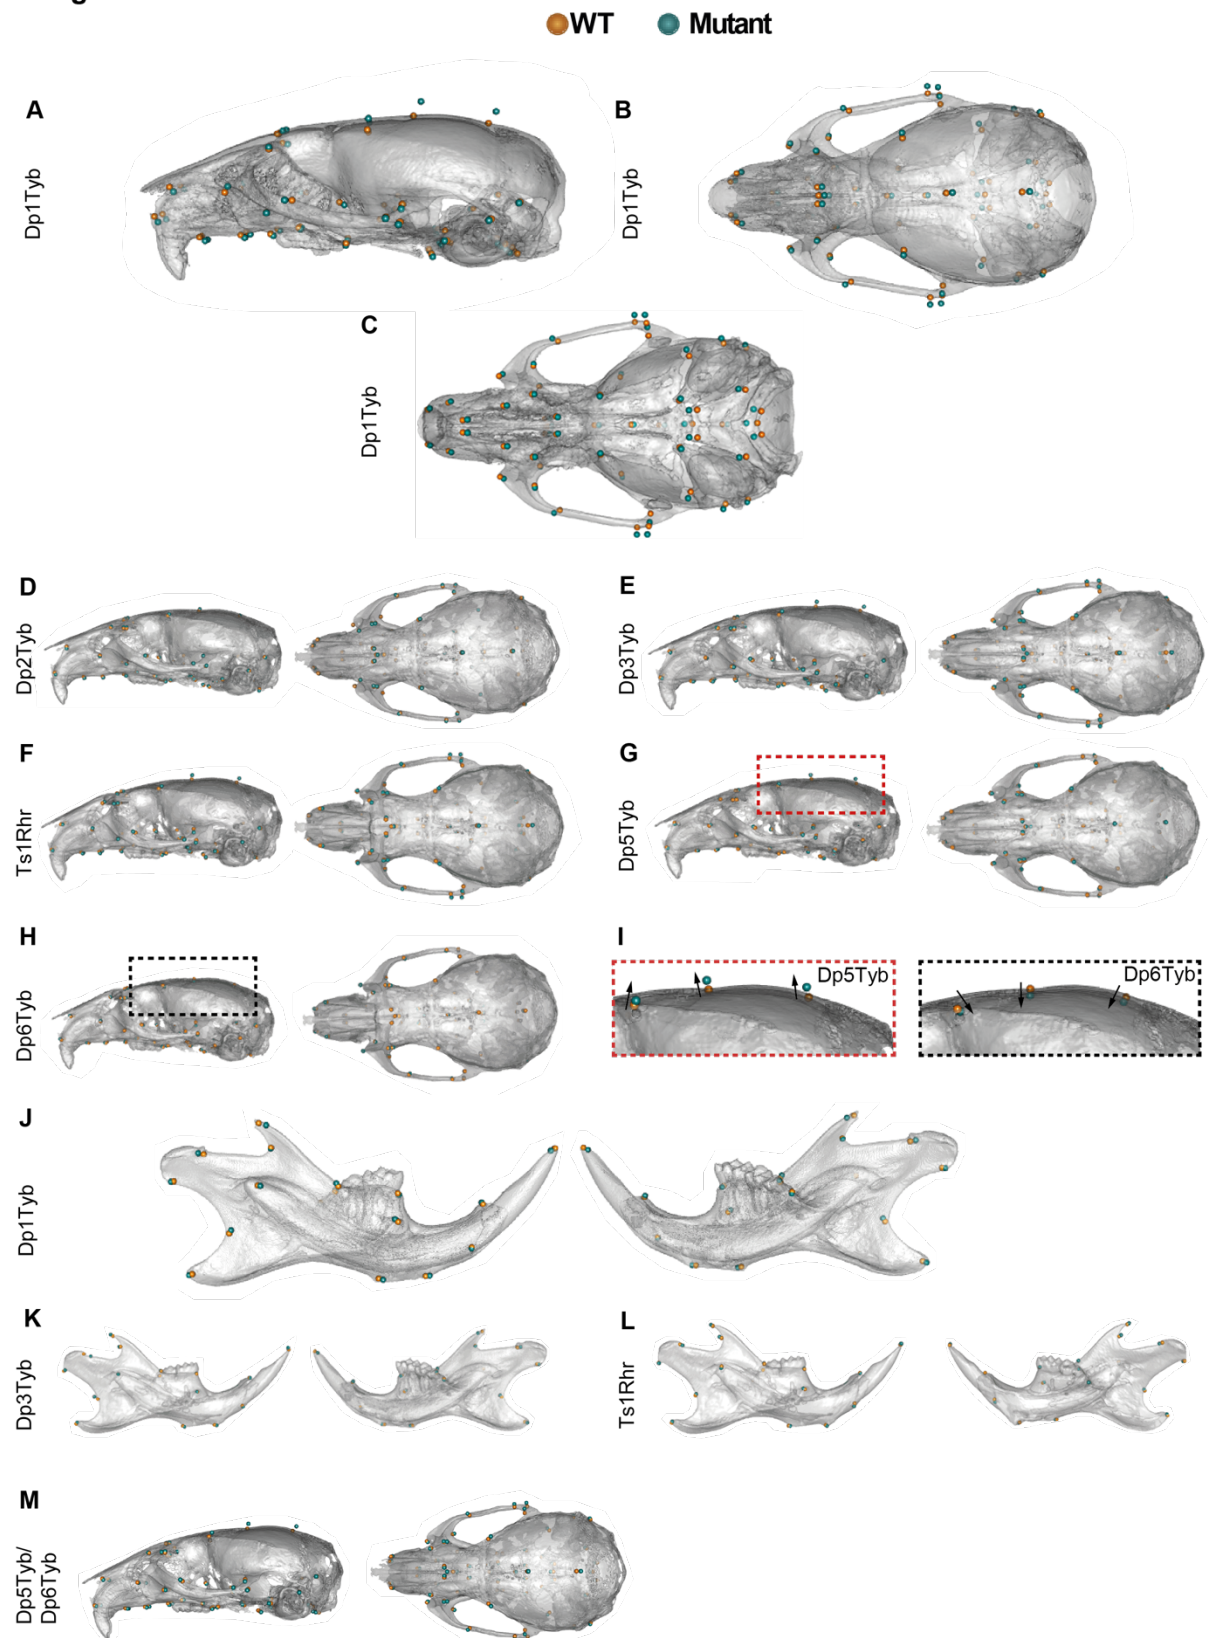 WT Mutant
A
Dp1Tyb
B
Dp1Tyb
C
Dp1Tyb
D
Dp2Tyb
E
Dp3Tyb
F
Ts1Rhr
G
Dp5Tyb
H
Dp6Tyb
I
Dp5Tyb
Dp6Tyb
J
Dp1Tyb
K
Dp3Tyb
L
Ts1Rhr
M
Dp5Tyb/
Dp6Tyb